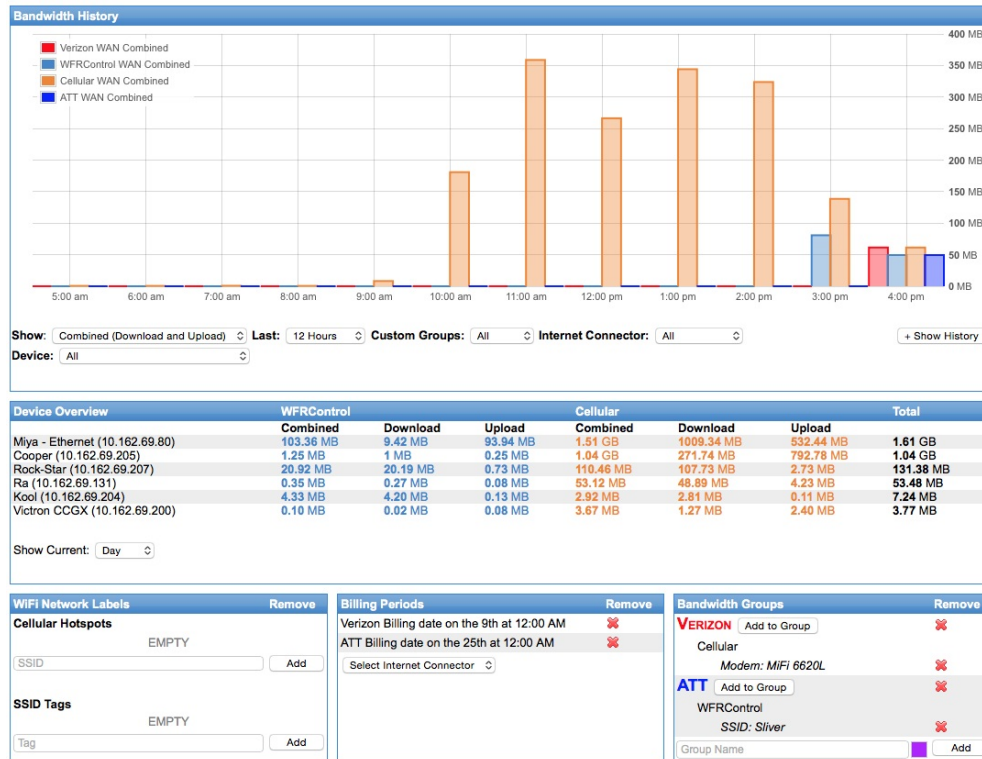 Bandwidth History
Verizon WAN Combined
WFRControl WAN Combined
Cellular WAN Combined
ATT WAN Combined
400 MB
350 MB
300 MB
250 MB
200 MB
150 MB
100 MB
50 MB
0 MB
5:00 am 6:00 am 7:00 am 8:00 am 9:00 am 10:00 am 11:00 am 12:00 pm 1:00 pm 2:00 pm 3:00 pm 4:00 pm
Show: Combined (Download and Upload) Last: 12 Hours Custom Groups: All Internet Connector: All + Show History
Device: All
Device Overview WFRControl Cellular Total
Combined Download Upload Combined Download Upload
Miya - Ethernet (10.162.69.80) 103.36 MB 9.42 MB 93.94 MB 1.51 GB 1009.34 MB 532.44 MB 1.61 GB
Cooper (10.162.69.205) 1.25 MB 1 MB 0.25 MB 1.04 GB 271.74 MB 792.78 MB 1.04 GB
Rock-Star (10.162.69.207) 20.92 MB 20.19 MB 0.73 MB 110.46 MB 107.73 MB 2.73 MB 131.38 MB
Ra (10.162.69.131) 0.35 MB 0.27 MB 0.08 MB 53.12 MB 48.89 MB 4.23 MB 53.48 MB
Kool (10.162.69.204) 4.33 MB 4.20 MB 0.13 MB 2.92 MB 2.81 MB 0.11 MB 7.24 MB
Victron CCGX (10.162.69.200) 0.10 MB 0.02 MB 0.08 MB 3.67 MB 1.27 MB 2.40 MB 3.77 MB
Show Current: Day
WiFi Network Labels Remove
Cellular Hotspots
EMPTY
SSID Add
SSID Tags
EMPTY
Tag Add
Billing Periods Remove
Verizon Billing date on the 9th at 12:00 AM
ATT Billing date on the 25th at 12:00 AM
Select Internet Connector
Bandwidth Groups Remove
VERIZON Add to Group
Cellular
Modem: MiFi 6620L
ATT Add to Group
WFRControl
SSID: Sliver
Group Name Add